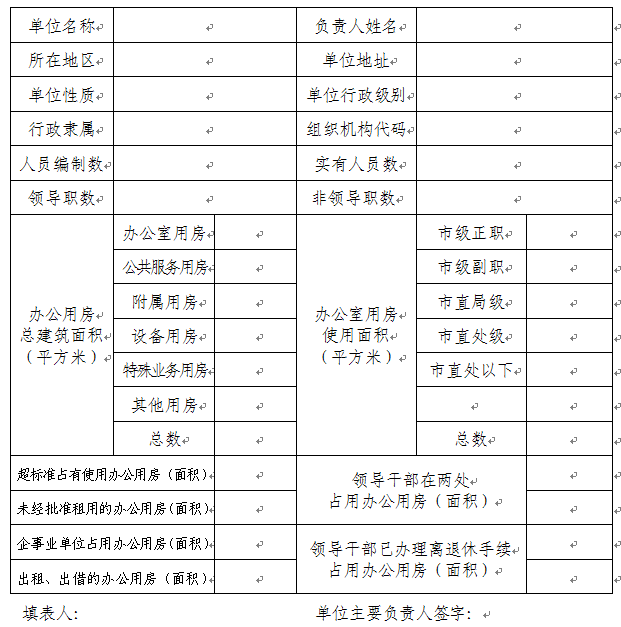 单位名称 负责人姓名
所在地区 单位地址
单位性质 单位行政级别
行政隶属 组织机构代码
人员编制数 实有人员数
领导职数 非领导职数
办公用房
总建筑面积
（平方米）
办公室用房
公共服务用房
附属用房
设备用房
特殊业务用房
其他用房
总数
办公室用房
使用面积
（平方米）
市级正职
市级副职
市直局级
市直处级
市直处以下
总数
超标准占有使用办公用房（面积）
未经批准租用的办公用房（面积）
领导干部在两处
占用办公用房（面积）
企事业单位占用办公用房（面积）
出租、出借的办公用房（面积）
领导干部已办理离退休手续
占用办公用房（面积）
填表人： 单位主要负责人签字：